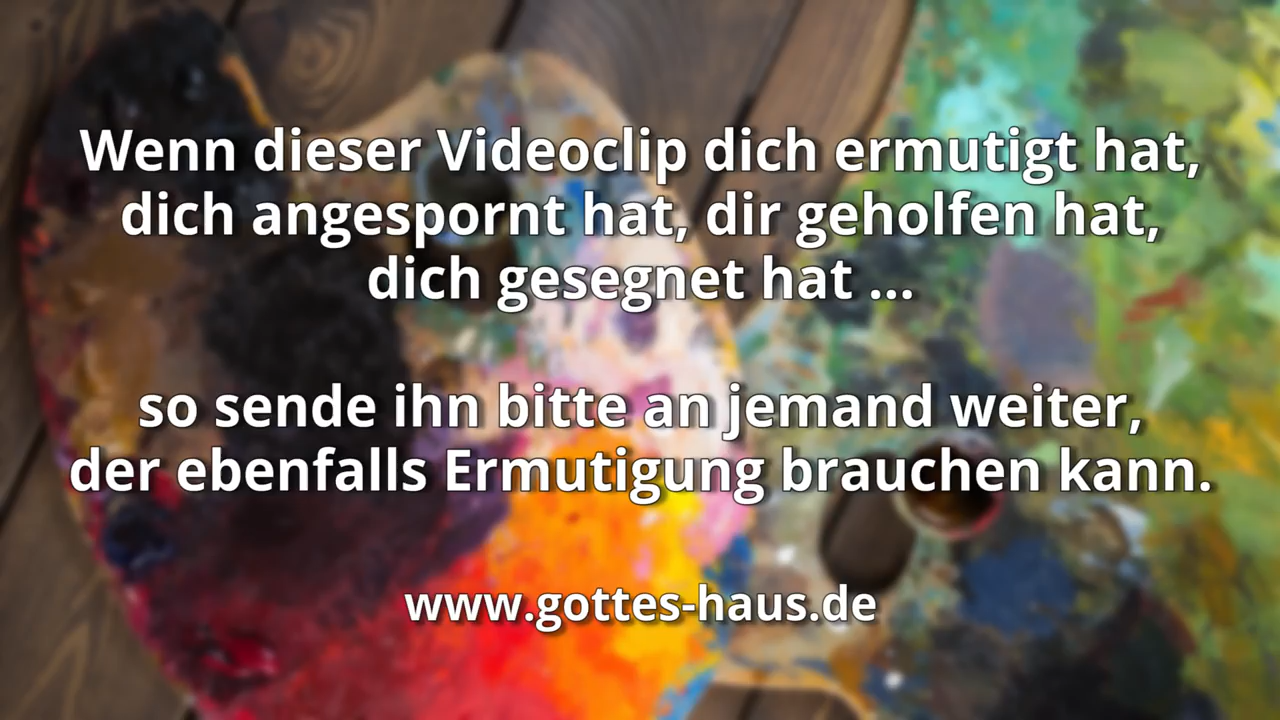 Wenn dieser Videoclip dich ermutigt hat,
dich angespornt hat, dir geholfen hat,
dich gesegnet hat ...
so sende ihn bitte an jemand weiter,
der ebenfalls Ermutigung brauchen kann.
www.gottes-haus.de